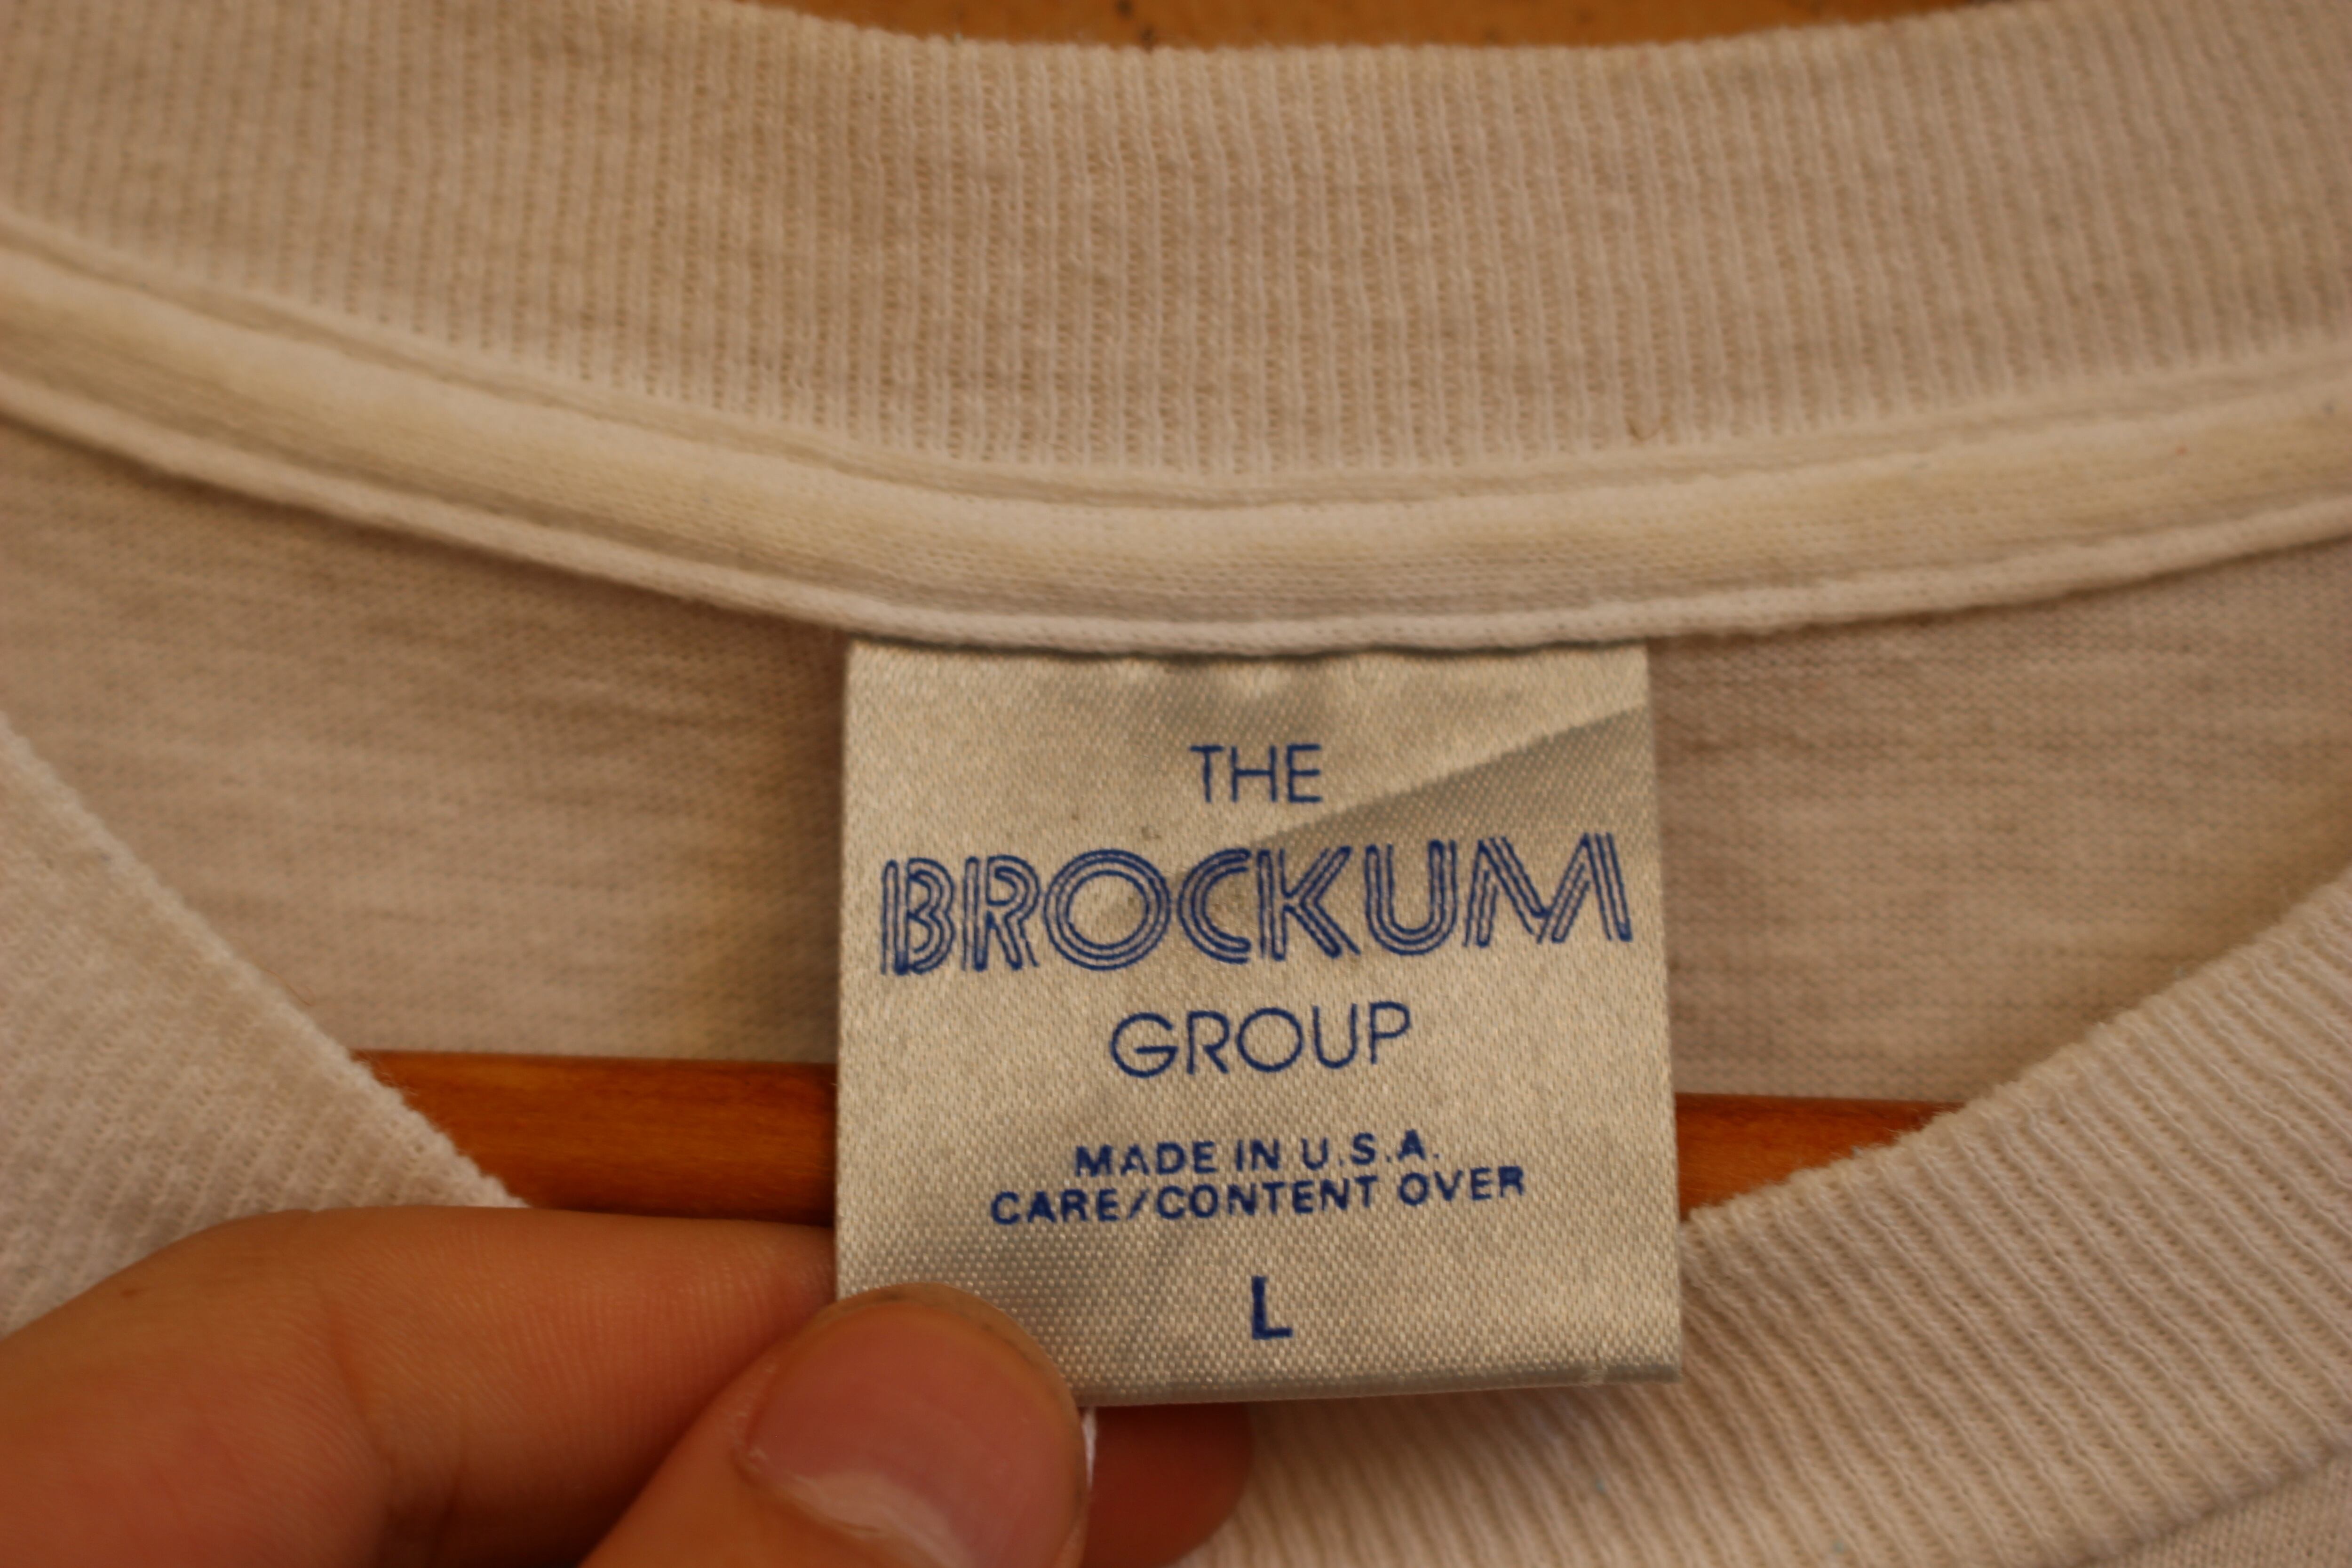 THE
BROCKUM
GROUP
MADE IN U.S.A.
CARE/CONTENT OVER
L